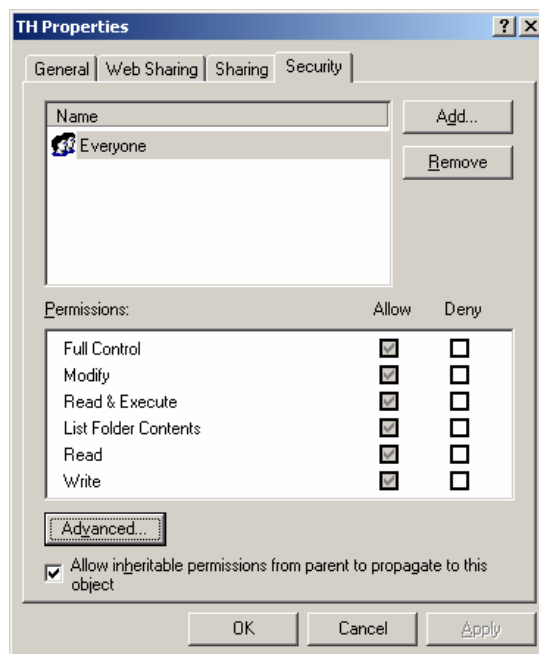 TH Properties
General Web Sharing Sharing Security
Name Add...
Everyone
Remove
Permissions: Allow Deny
Full Control
Modify
Read & Execute
List Folder Contents
Read
Write
Advanced...
Allow inheritable permissions from parent to propagate to this
object
OK Cancel Apply